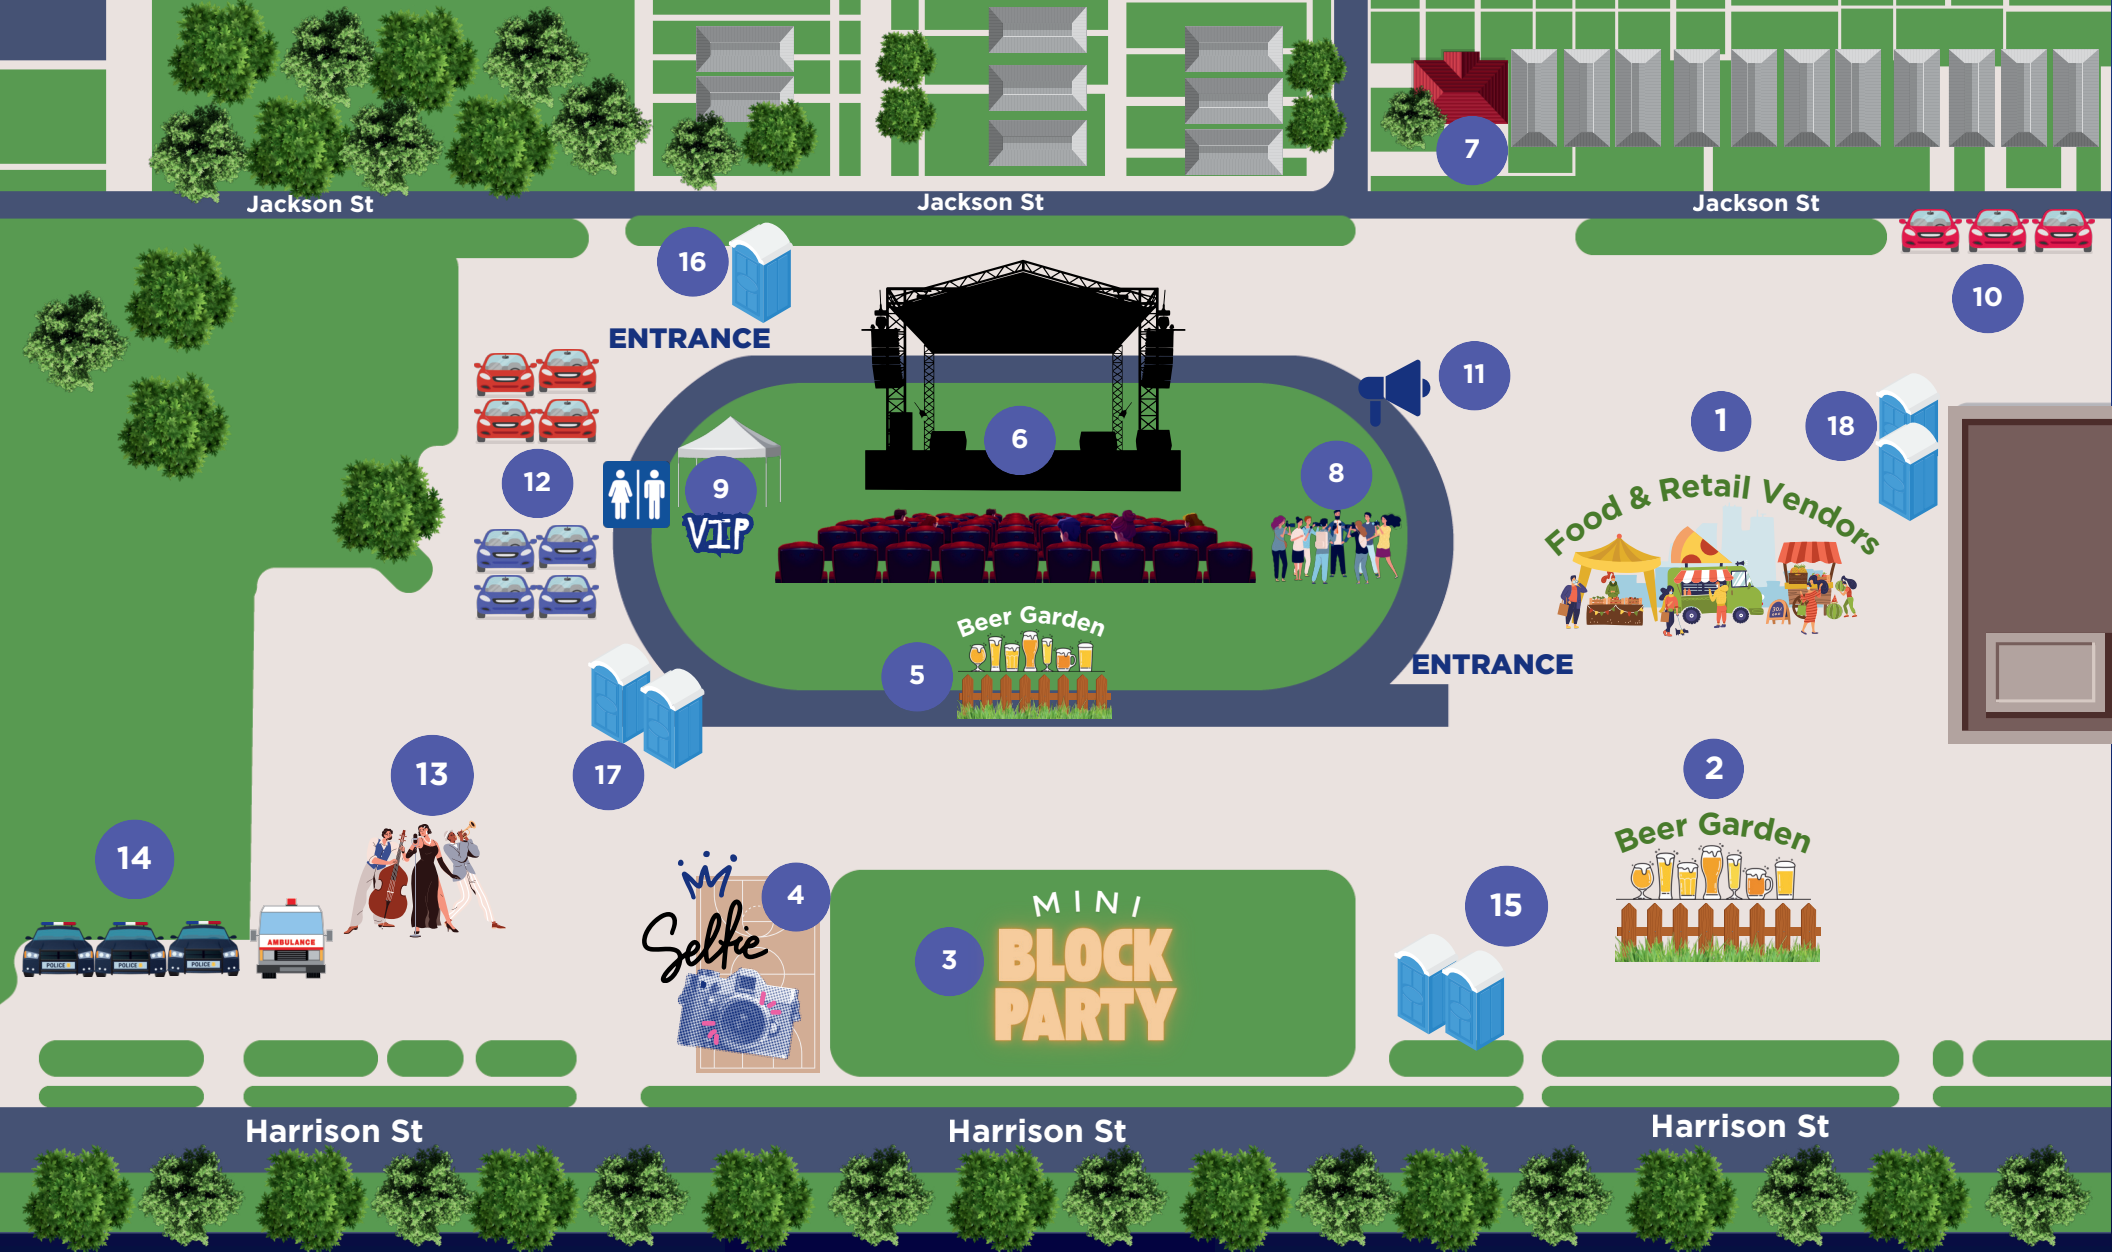 Jackson St
Jackson St
Jackson St
7
16
10
ENTRANCE
11
1
18
6
8
12
9
VIP
Food & Retail Vendors
Beer Garden
5
ENTRANCE
13
17
2
Beer Garden
14
4
15
Selfie
MINI
3
BLOCK
PARTY
AMBULANCE
POLICE
POLICE
POLICE
Harrison St
Harrison St
Harrison St